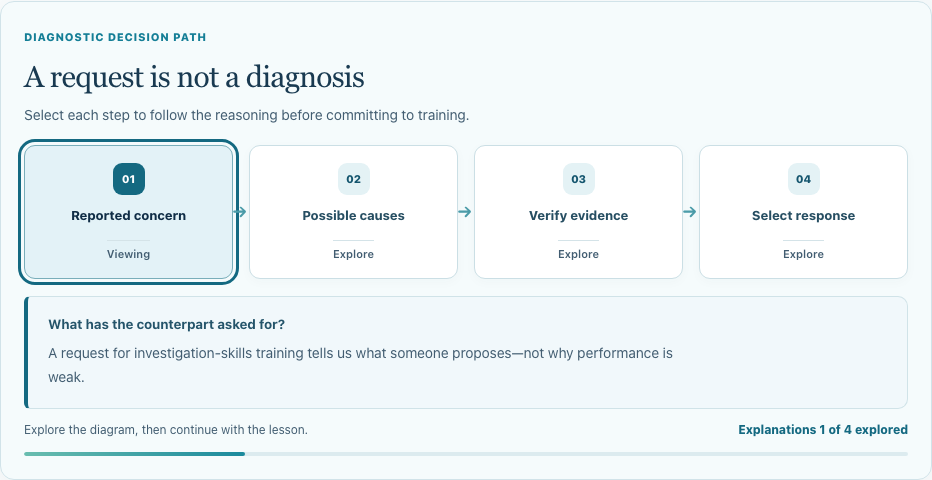 DIAGNOSTIC DECISION PATH
A request is not a diagnosis
Select each step to follow the reasoning before committing to training.
01
Reported concern
Viewing
02
Possible causes
Explore
03
Verify evidence
Explore
04
Select response
Explore
What has the counterpart asked for?
A request for investigation-skills training tells us what someone proposes—not why performance is
weak.
Explore the diagram, then continue with the lesson.
Explanations 1 of 4 explored